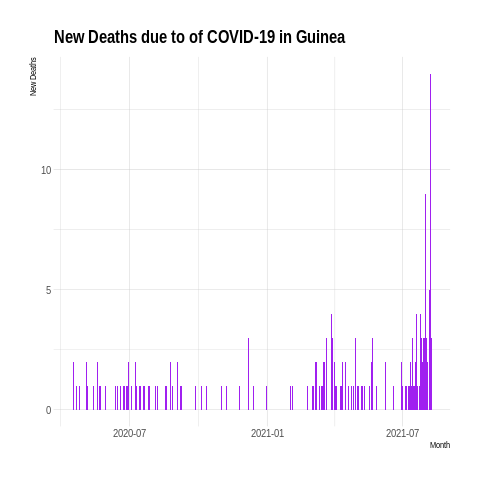 New Deaths due to of COVID-19 in Guinea
New Deaths
10
5
0
2020-07
2021-01
2021-07
Month